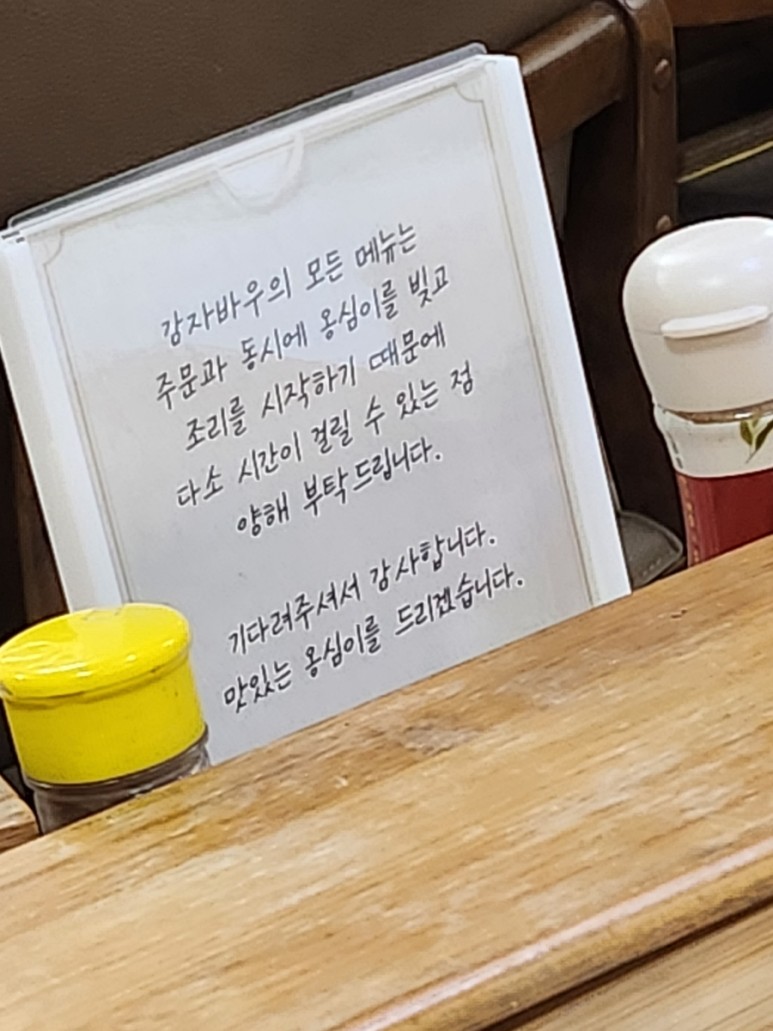 감자바우의 모든 메뉴는
주문과 동시에 옹심이를 빚고
조리를 시작하기 때문에
다소 시간이 걸릴 수 있는 점
양해 부탁드립니다.
기다려주셔서 감사합니다.
맛있는 옹심이를 드리겠습니다.